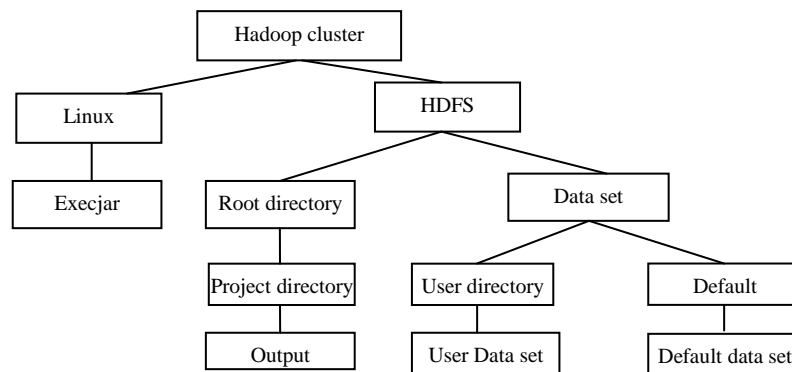 Hadoop cluster
Linux
HDFS
Execjar
Root directory
Data set
Project directory
User directory
Default
Output
User Data set
Default data set